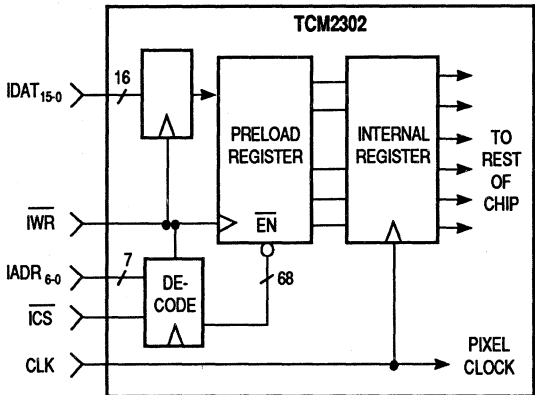 TCM2302
16
IDAT15-0
PRELOAD
REGISTER
INTERNAL
REGISTER
TO
REST
OF
CHIP
IWR
EN
IADR6-0
7
DE-
CODE
68
ICS
CLK
PIXEL
CLOCK